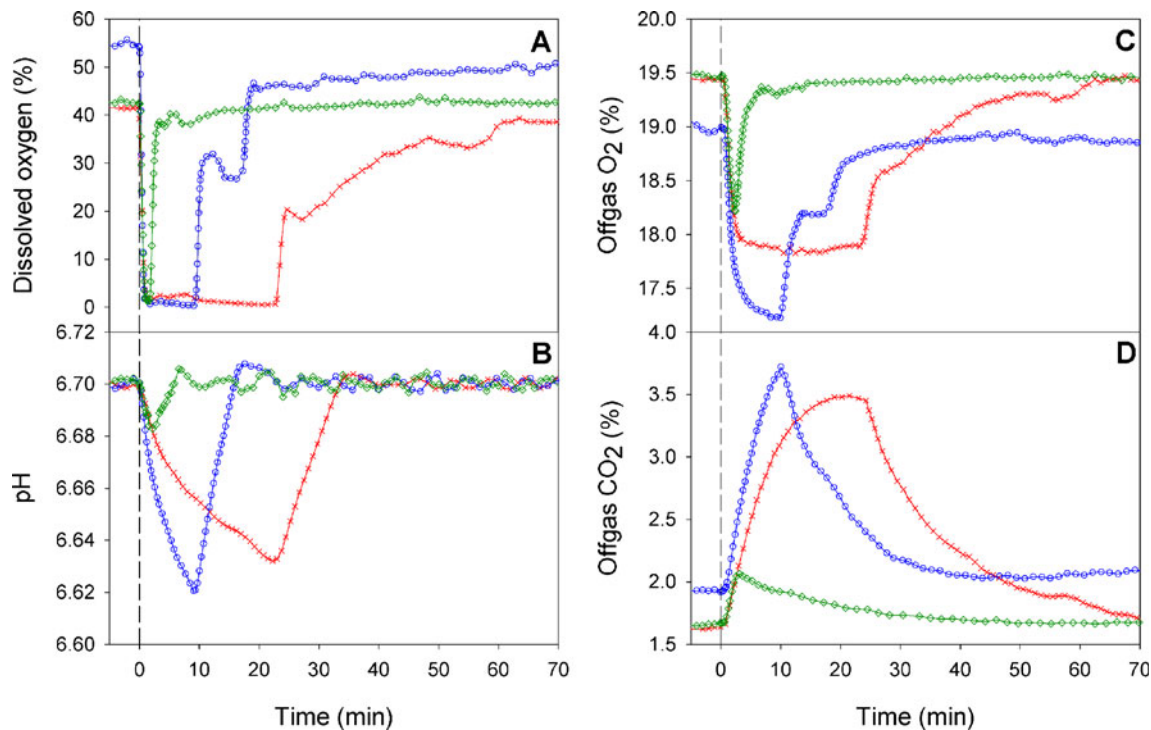 A
Dissolved oxygen (%)
60
50
40
30
20
10
0
B
pH
6.72
6.70
6.68
6.66
6.64
6.62
6.60
0 10 20 30 40 50 60 70
Time (min)
C
Offgas O₂ (%)
20.0
19.5
19.0
18.5
18.0
17.5
D
Offgas CO₂ (%)
4.0
3.5
3.0
2.5
2.0
1.5
0 10 20 30 40 50 60 70
Time (min)